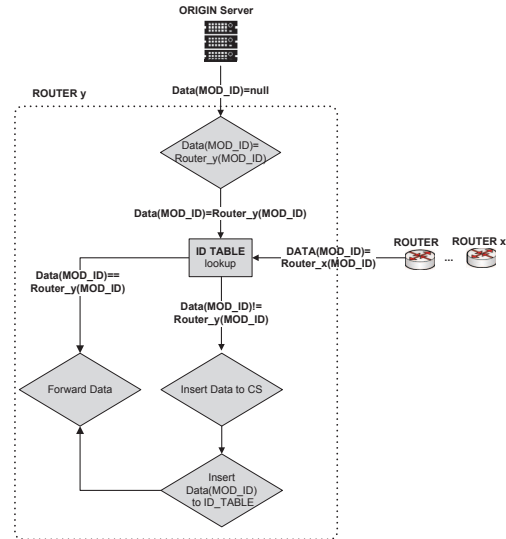 ORIGIN Server
ROUTER y
Data(MOD_ID)=null
Data(MOD_ID)=
Router_y(MOD_ID)
Data(MOD_ID)=Router_y(MOD_ID)
ID TABLE
lookup
DATA(MOD_ID)=
Router_x(MOD_ID)
ROUTER
...
ROUTER x
Data(MOD_ID)==
Router_y(MOD_ID)
Data(MOD_ID)!=
Router_y(MOD_ID)
Forward Data
Insert Data to CS
Insert
Data(MOD_ID)
to ID_TABLE